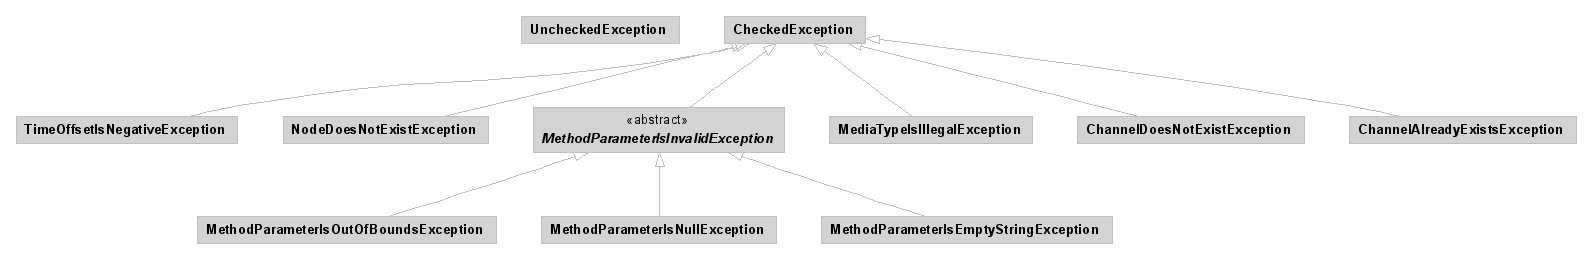 UncheckedException
CheckedException
TimeOffsetIsNegativeException
NodeDoesNotExistException
«abstract»
MethodParameterIsInvalidException
MediaTypeIsIllegalException
ChannelDoesNotExistException
ChannelAlreadyExistsException
MethodParameterIsOutOfBoundsException
MethodParameterIsNullException
MethodParameterIsEmptyStringException